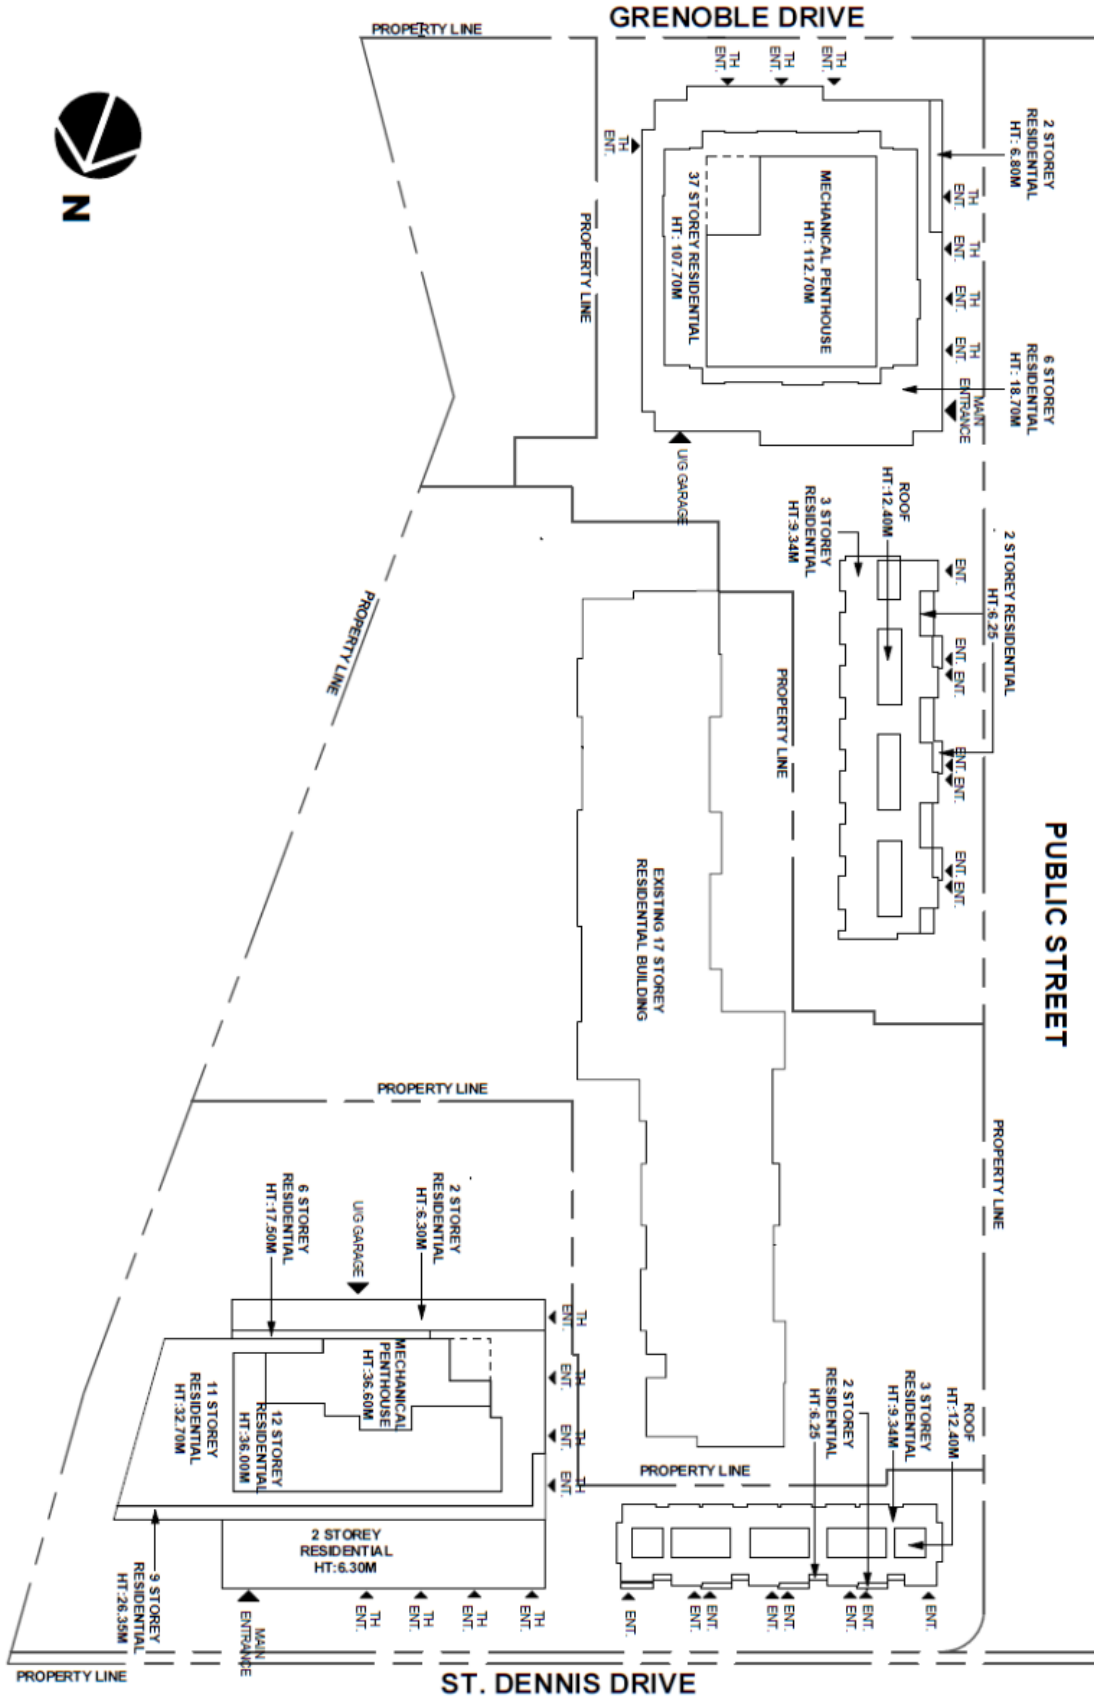 GRENOBLE DRIVE
PROPERTY LINE
TH
ENT.
TH
ENT.
TH
ENT.
TH
ENT.
2 STOREY
RESIDENTIAL
HT: 6.80M
TH
ENT.
TH
ENT.
TH
ENT.
TH
ENT.
MECHANICAL PENTHOUSE
HT: 112.70M
37 STOREY RESIDENTIAL
HT: 107.70M
N
PROPERTY LINE
6 STOREY
RESIDENTIAL
HT: 18.70M
MAIN
ENTRANCE
U/G GARAGE
ROOF
HT:12.40M
3 STOREY
RESIDENTIAL
HT:9.34M
2 STOREY RESIDENTIAL
HT:6.25
ENT.
ENT.
ENT.
ENT.
ENT.
ENT.
ENT.
PROPERTY LINE
PROPERTY LINE
PUBLIC STREET
EXISTING 17 STOREY
RESIDENTIAL BUILDING
PROPERTY LINE
PROPERTY LINE
6 STOREY
RESIDENTIAL
HT:17.50M
U/G GARAGE
2 STOREY
RESIDENTIAL
HT:6.30M
TH
ENT.
TH
ENT.
TH
ENT.
TH
ENT.
MECHANICAL
PENTHOUSE
HT:36.60M
12 STOREY
RESIDENTIAL
HT:36.00M
11 STOREY
RESIDENTIAL
HT:32.70M
2 STOREY
RESIDENTIAL
HT:6.25
3 STOREY
RESIDENTIAL
HT:9.34M
ROOF
HT:12.40M
PROPERTY LINE
2 STOREY
RESIDENTIAL
HT:6.30M
9 STOREY
RESIDENTIAL
HT:26.35M
MAIN
ENTRANCE
TH
ENT.
TH
ENT.
TH
ENT.
TH
ENT.
ENT.
ENT.
ENT.
ENT.
ENT.
ENT.
ENT.
ENT.
PROPERTY LINE
ST. DENNIS DRIVE